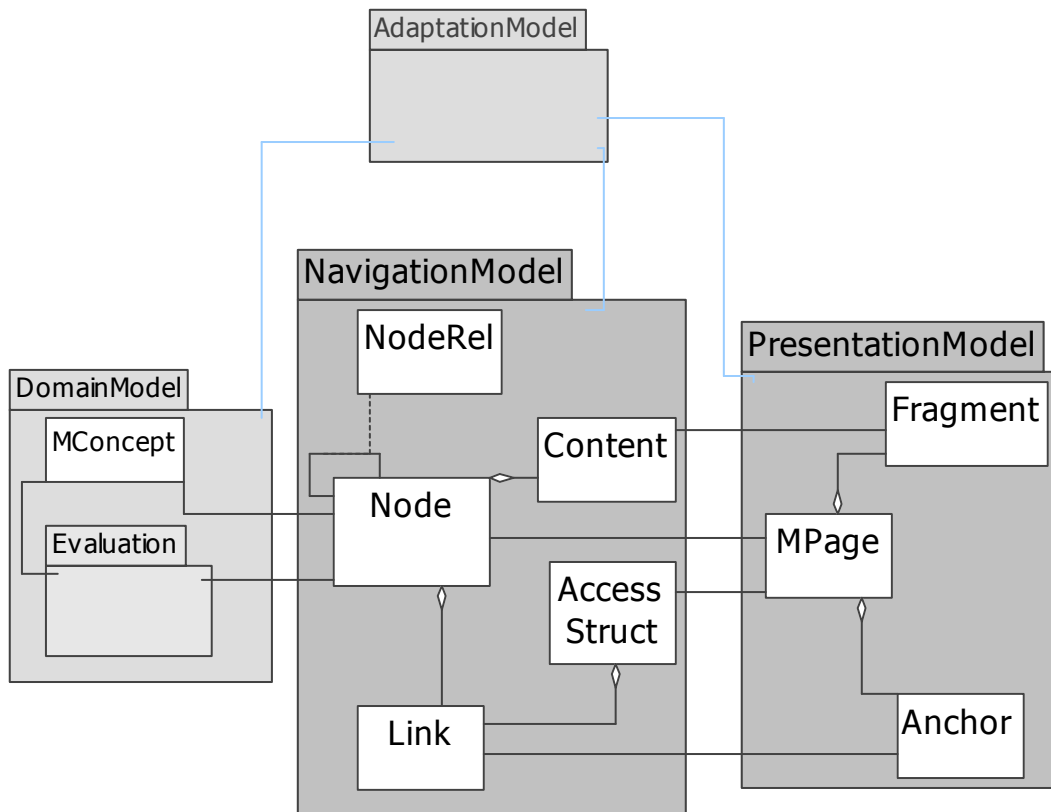 AdaptationModel
NavigationModel
NodeRel
PresentationModel
DomainModel
Fragment
MConcept
Content
Node
Evaluation
MPage
Access
Struct
Link
Anchor